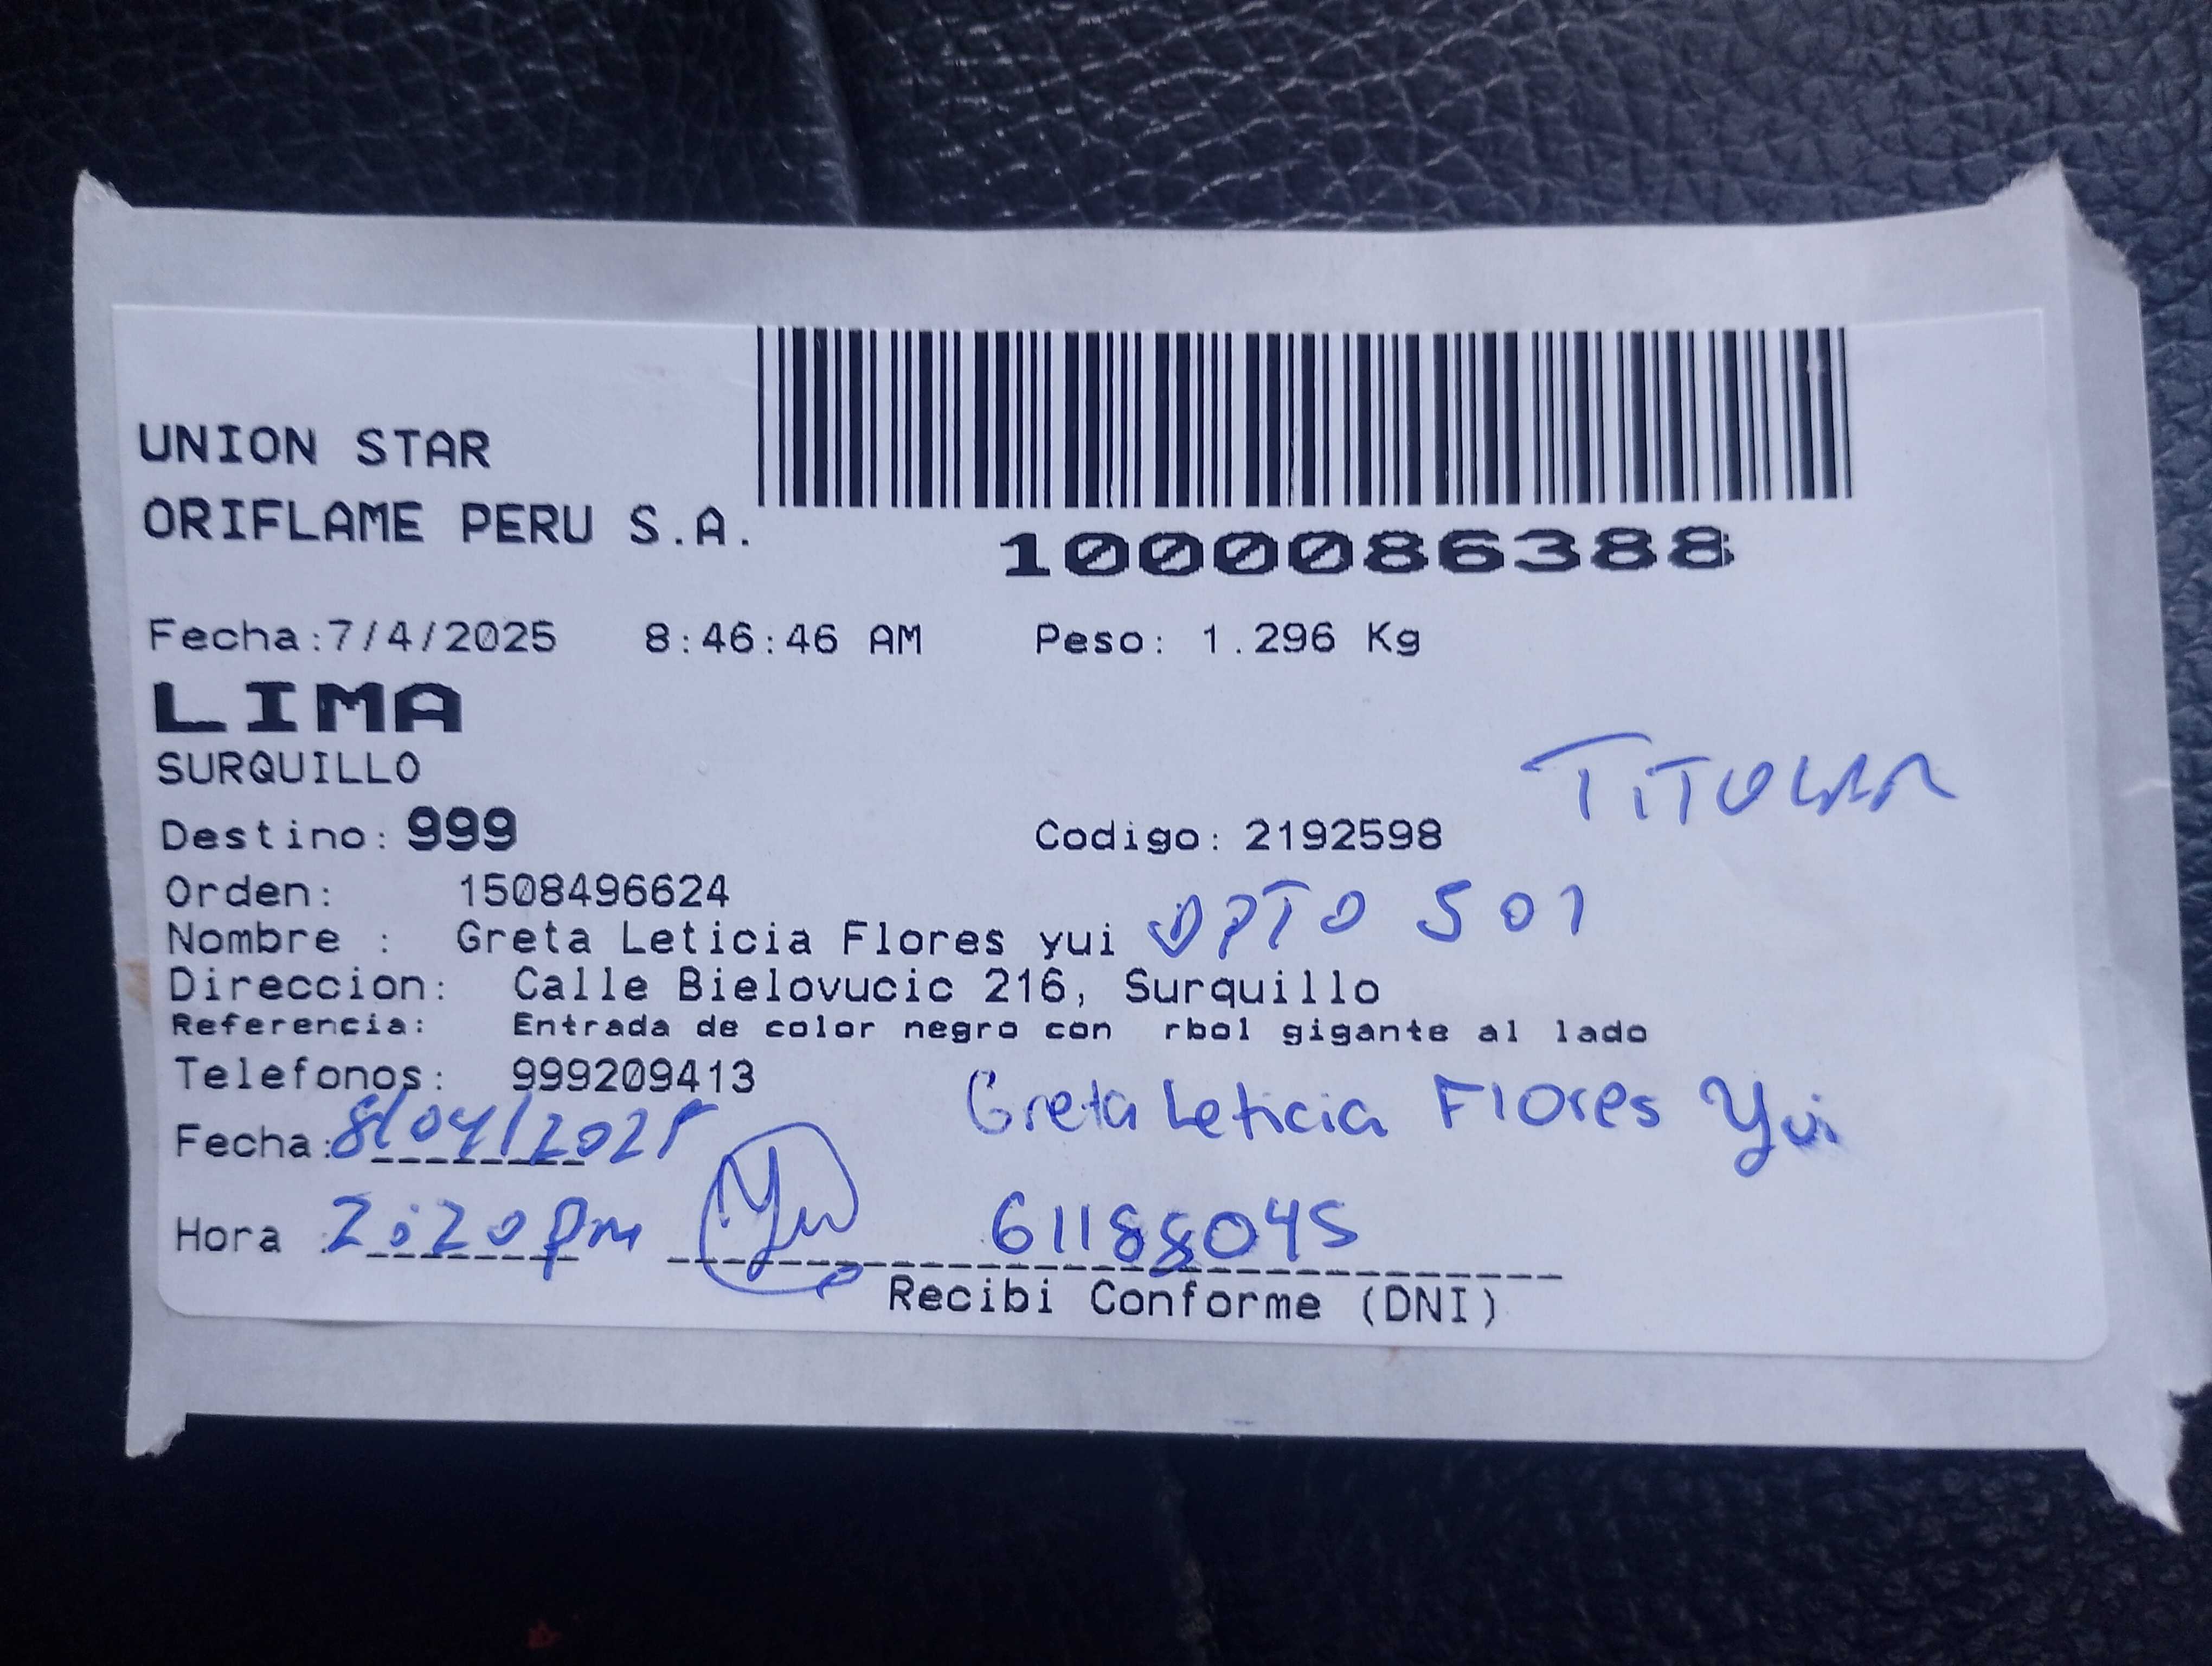 UNION STAR
ORIFLAME PERU S.A.
1000086388
Fecha:7/4/2025 8:46:46 AM Peso: 1.296 Kg
LIMA
SURQUILLO
TITULAR
Destino: 999 Codigo: 2192598
Orden: 1508496624
Nombre : Greta Leticia Flores yui DPTO 501
Direccion: Calle Bielovucic 216, Surquillo
Referencia: Entrada de color negro con rbol gigante al lado
Telefonos: 999209413
Greta Leticia Flores Yui
Fecha:8/04/2025
Hora :2:20 pm Yui 61188045
Recibi Conforme (DNI)